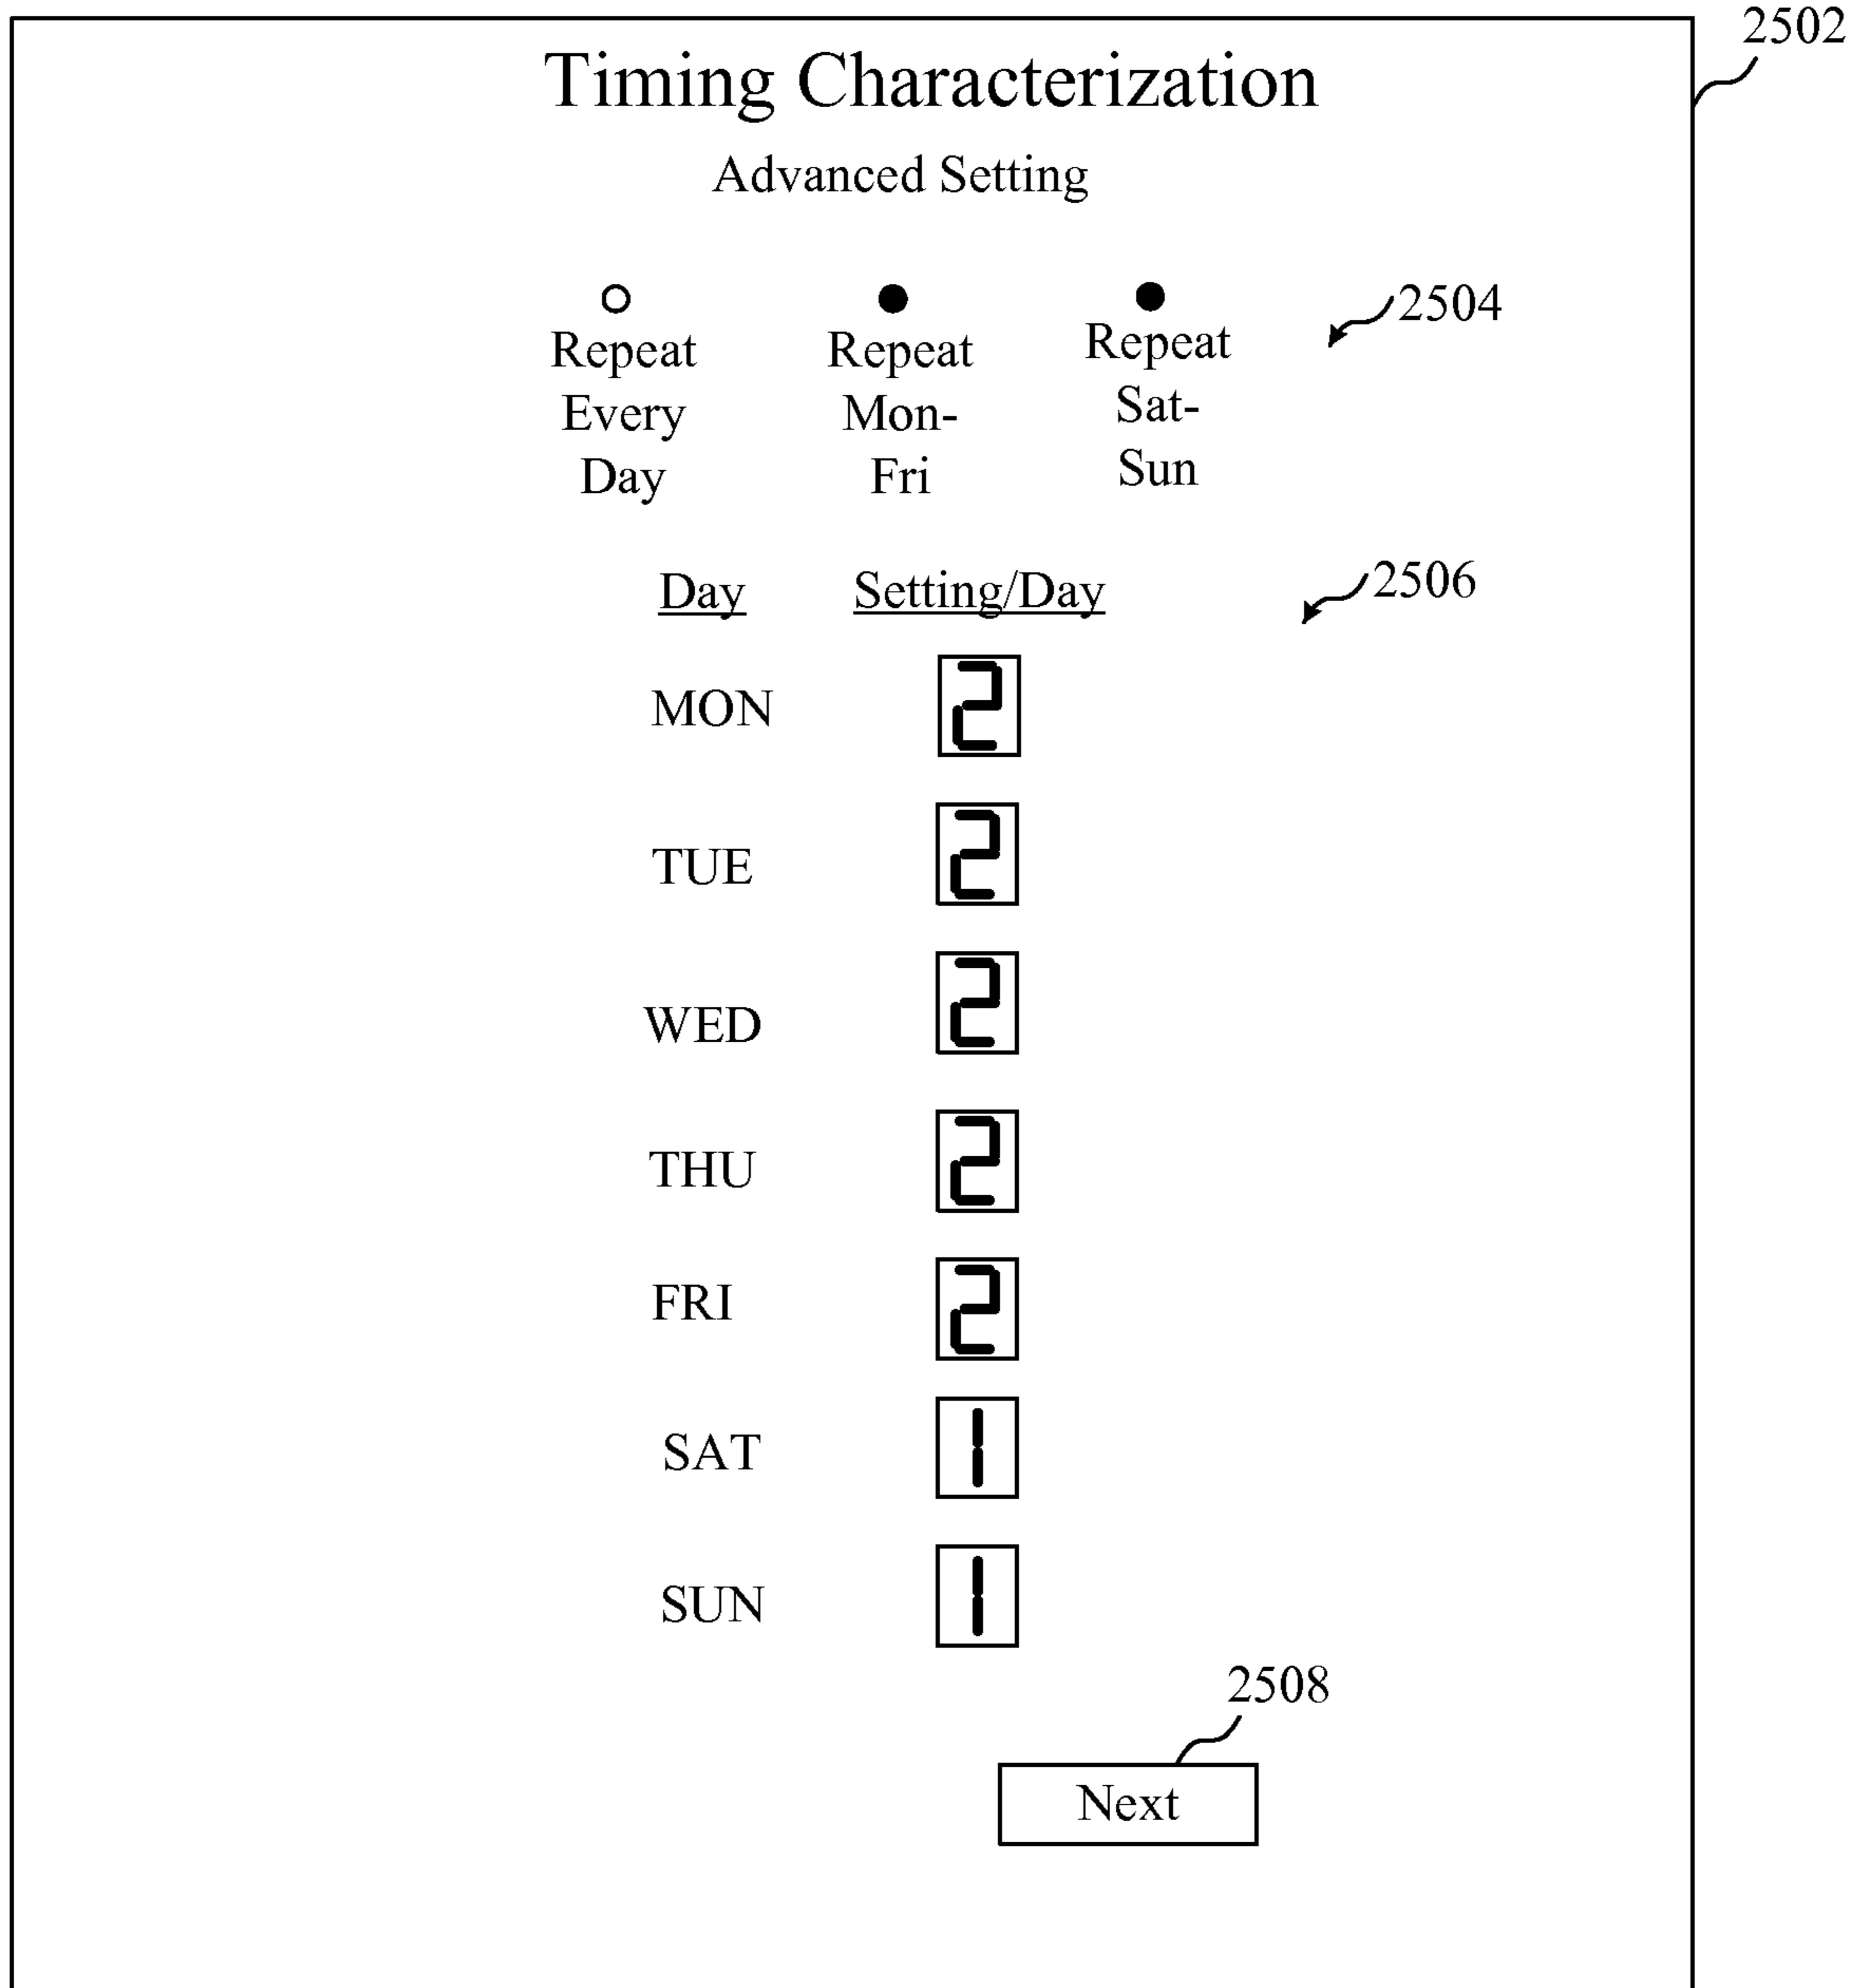 2502
Timing Characterization
Advanced Setting
2504
Repeat Repeat Repeat
Every Mon- Sat-
Day Fri Sun
Day Setting/Day 2506
MON 2
TUE 2
WED 2
THU 2
FRI 2
SAT 1
SUN 1
2508
Next